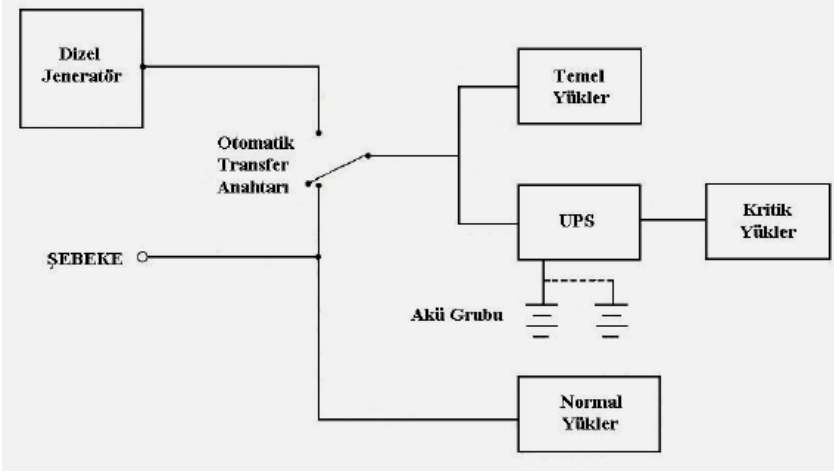 Dizel
Jeneratör
Temel
Yükler
Otomatik
Transfer
Anahtarı
UPS
Kritik
Yükler
ŞEBEKE
Akü Grubu
Normal
Yükler